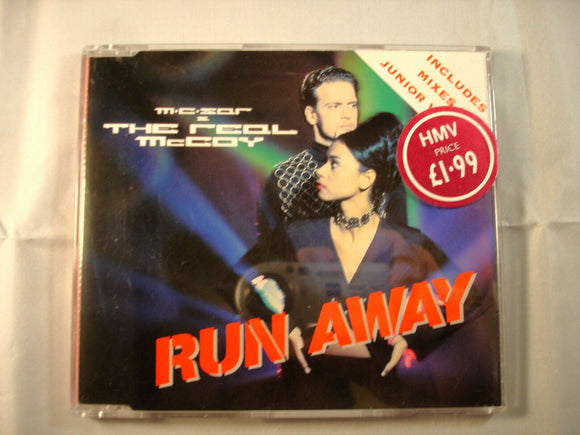 M.C. Sar
&
THE REAL
McCOY
INCLUDES
MIXES
JUNIOR
HMV
PRICE
£1.99
RUN AWAY